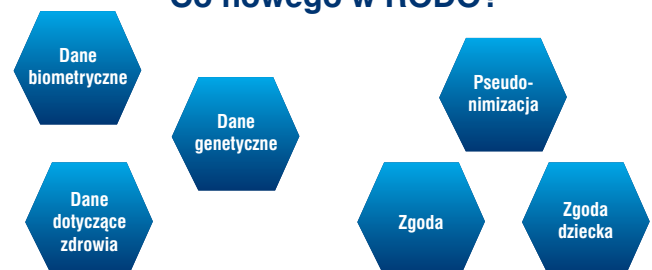 Co nowego w RODO?
Dane
biometryczne
Dane
genetyczne
Dane
dotyczące
zdrowia
Pseudo-
nimizacja
Zgoda
Zgoda
dziecka